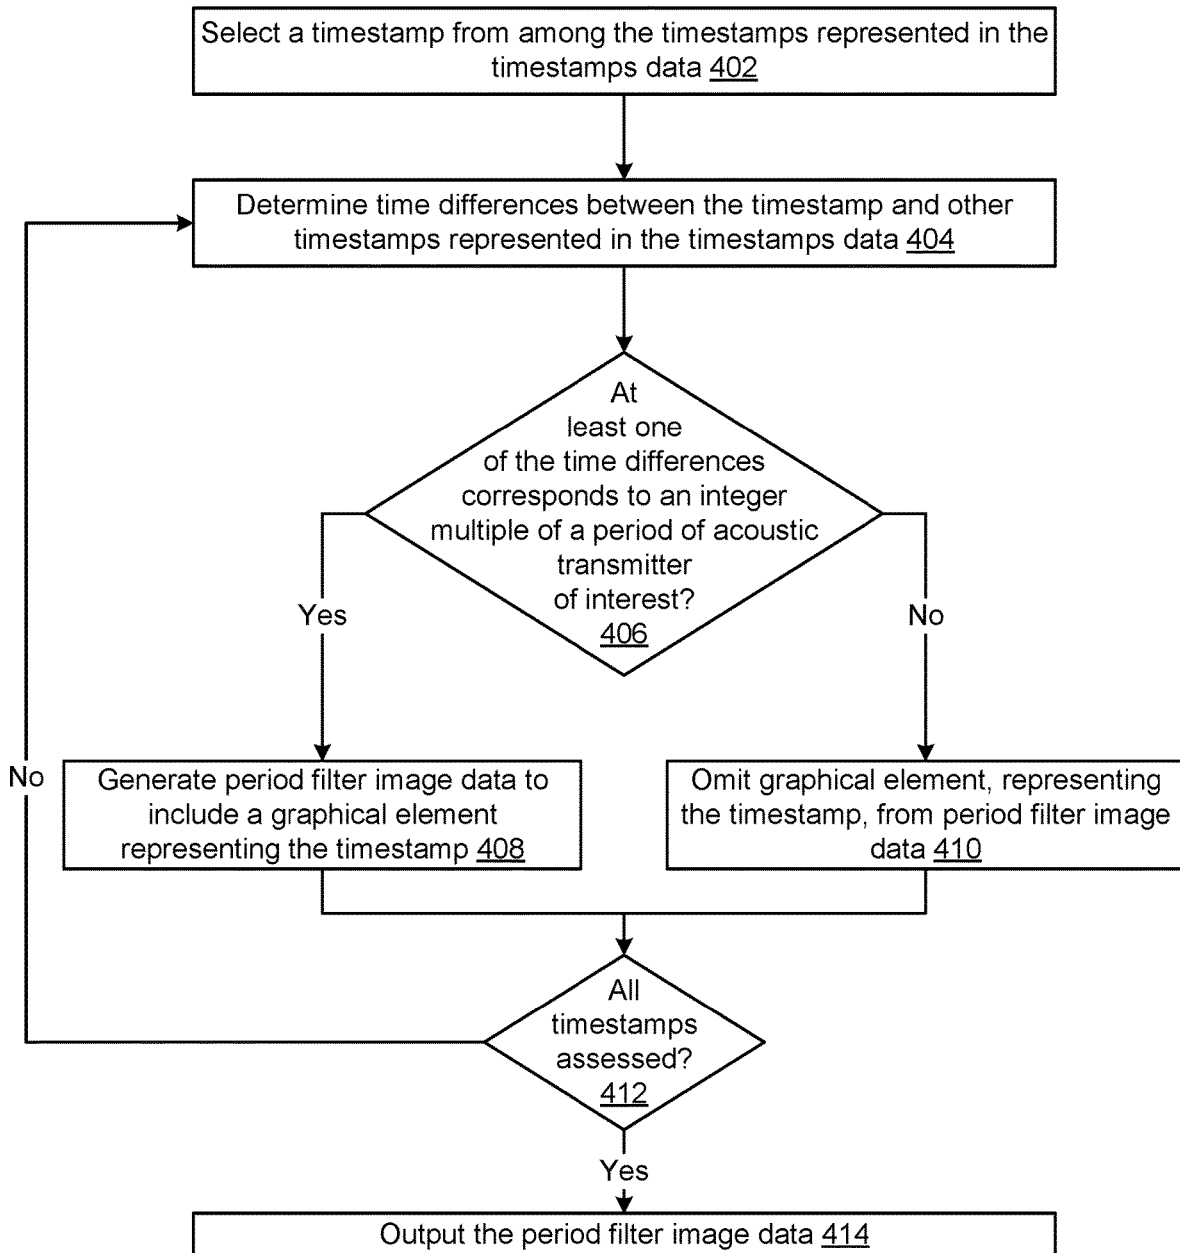 Select a timestamp from among the timestamps represented in the
timestamps data 402
Determine time differences between the timestamp and other
timestamps represented in the timestamps data 404
At
least one
of the time differences
corresponds to an integer
multiple of a period of acoustic
transmitter
of interest?
406
Yes
No
No
Generate period filter image data to
include a graphical element
representing the timestamp 408
Omit graphical element, representing
the timestamp, from period filter image
data 410
All
timestamps
assessed?
412
Yes
Output the period filter image data 414